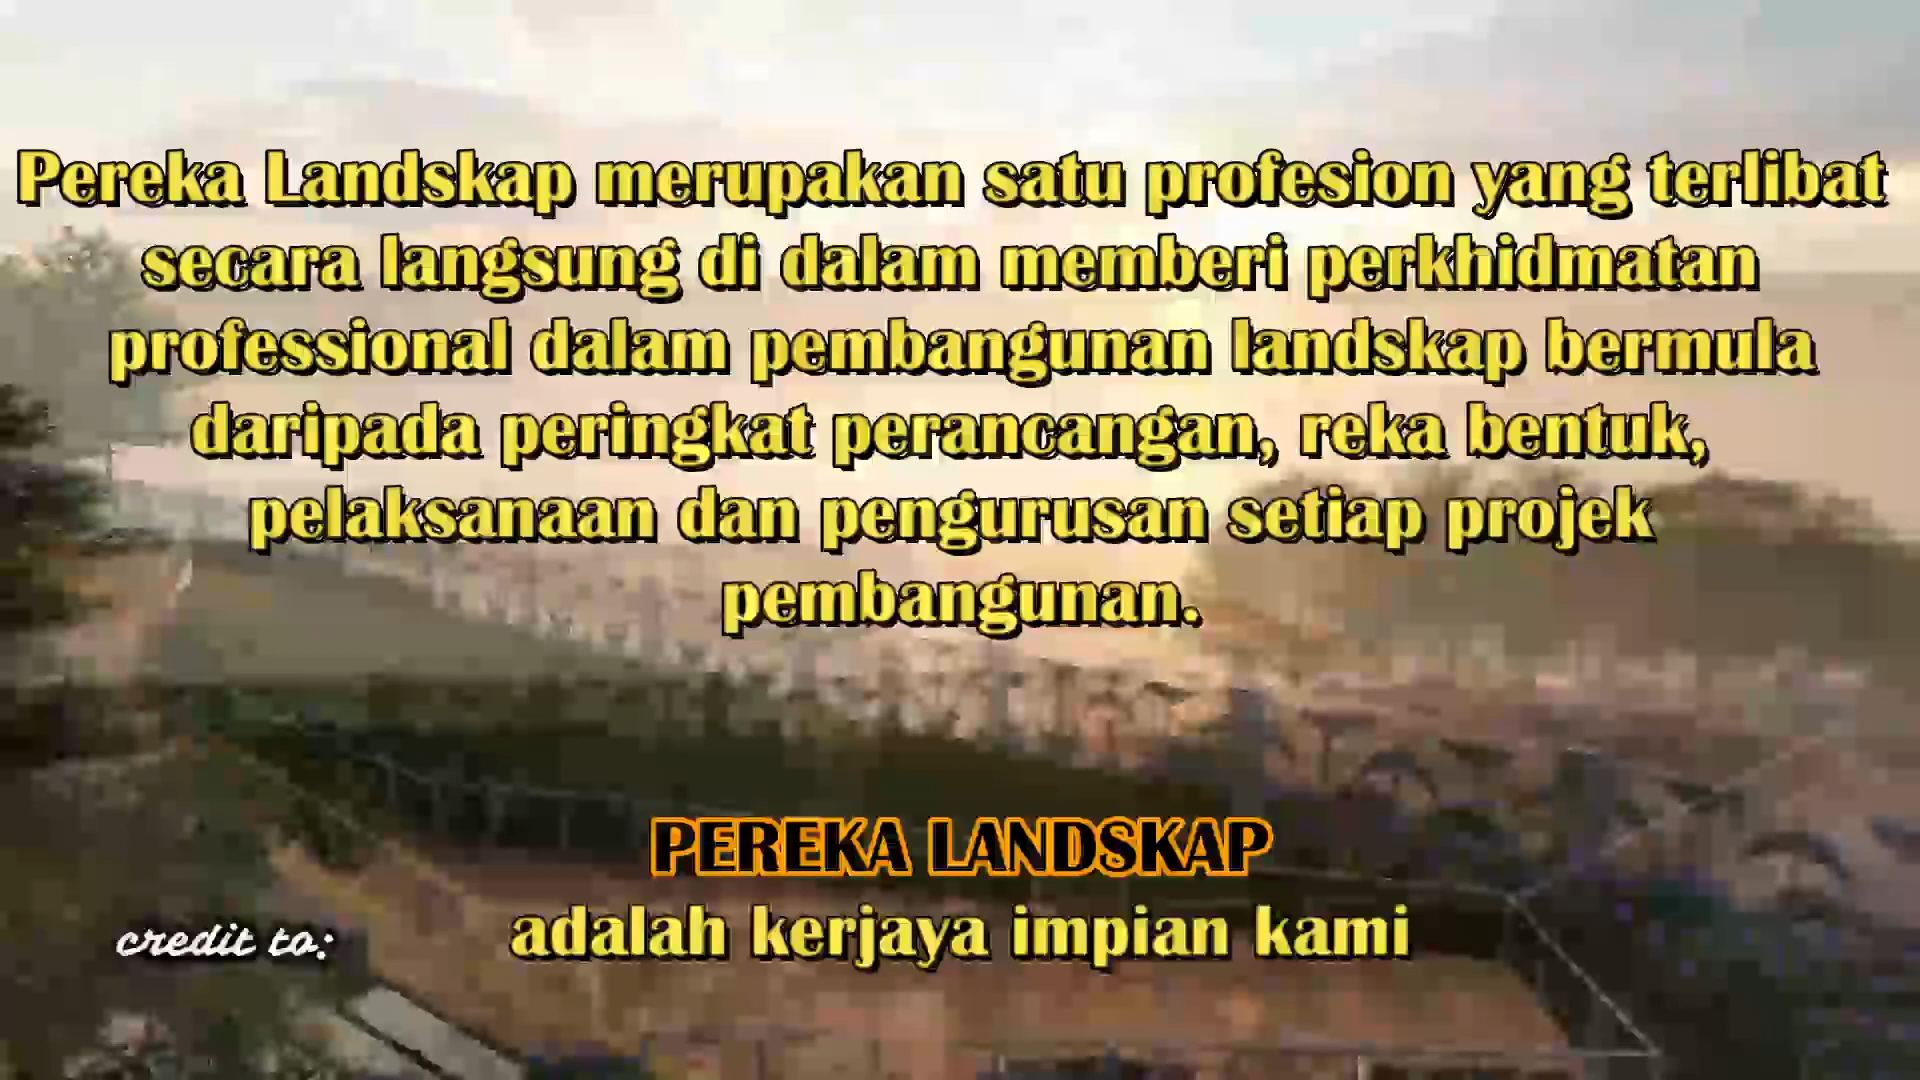 Pereka Landskap merupakan satu profesion yang terlibat
secara langsung di dalam memberi perkhidmatan
professional dalam pembangunan landskap bermula
daripada peringkat perancangan, reka bentuk,
pelaksanaan dan pengurusan setiap projek
pembangunan.
PEREKA LANDSKAP
adalah kerjaya impian kami
credit to: